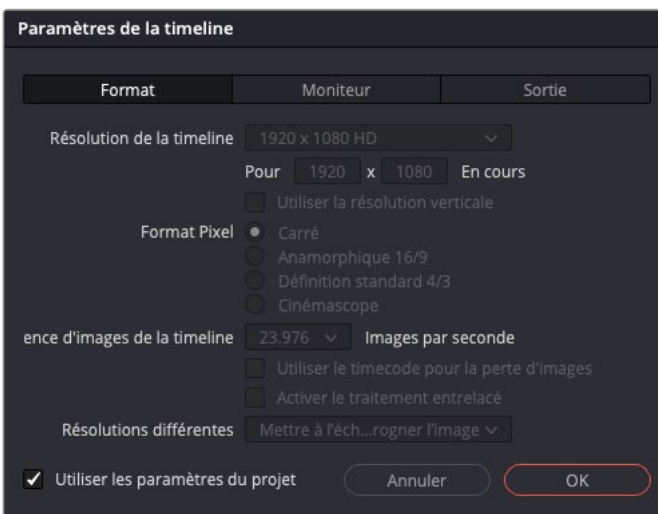 Paramètres de la timeline
Format Moniteur Sortie
Résolution de la timeline 1920 x 1080 HD
Pour 1920 x 1080 En cours
Utiliser la résolution verticale
Format Pixel Carré
Anamorphique 16/9
Définition standard 4/3
Cinémascope
ence d'images de la timeline 23.976 Images par seconde
Utiliser le timecode pour la perte d'images
Activer le traitement entrelacé
Résolutions différentes Mettre à l'éch...rogner l'image
Utiliser les paramètres du projet Annuler OK